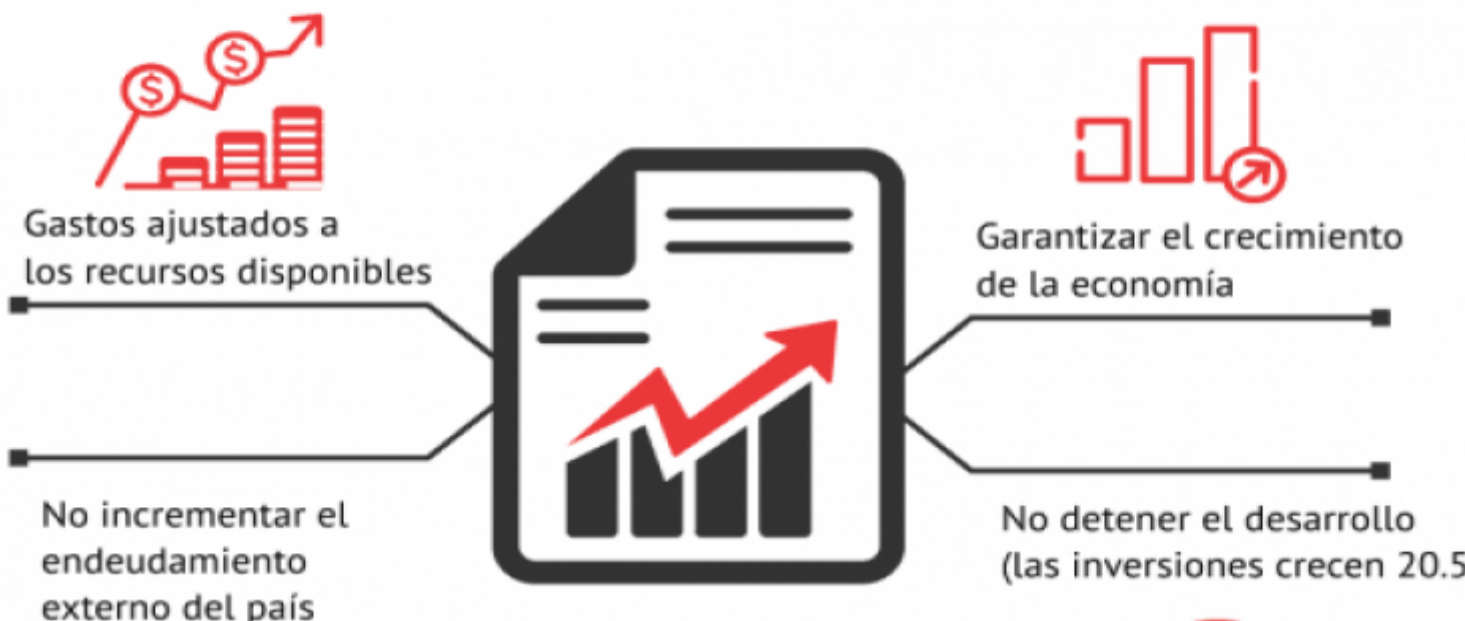 $
$
Gastos ajustados a
los recursos disponibles
Garantizar el crecimiento
de la economía
No incrementar el
endeudamiento
externo del país
No detener el desarrollo
(las inversiones crecen 20.5